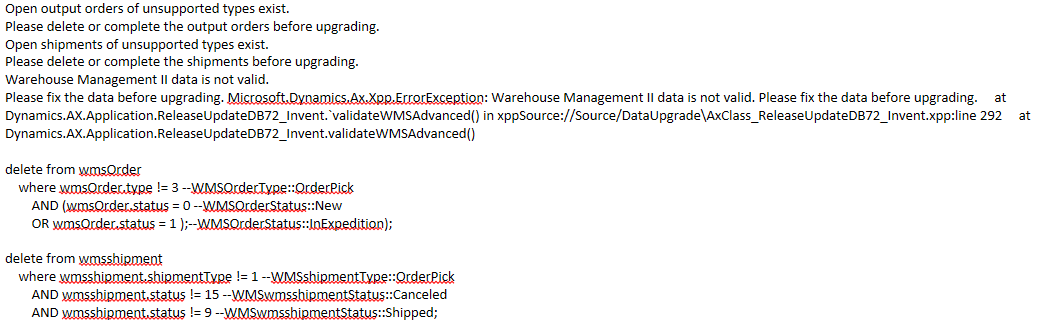 Open output orders of unsupported types exist.
Please delete or complete the output orders before upgrading.
Open shipments of unsupported types exist.
Please delete or complete the shipments before upgrading.
Warehouse Management II data is not valid.
Please fix the data before upgrading. Microsoft.Dynamics.Ax.Xpp.ErrorException: Warehouse Management II data is not valid. Please fix the data before upgrading.    at
Dynamics.AX.Application.ReleaseUpdateDB72_Invent.`validateWMSAdvanced() in xppSource://Source/DataUpgrade\AxClass_ReleaseUpdateDB72_Invent.xpp:line 292    at
Dynamics.AX.Application.ReleaseUpdateDB72_Invent.validateWMSAdvanced()
delete from wmsOrder
where wmsOrder.type != 3 --WMSOrderType::OrderPick
AND (wmsOrder.status = 0 --WMSOrderStatus::New
OR wmsOrder.status = 1 );--WMSOrderStatus::InExpedition);
delete from wmsshipment
where wmsshipment.shipmentType != 1 --WMSshipmentType::OrderPick
AND wmsshipment.status != 15 --WMSwmsshipmentStatus::Canceled
AND wmsshipment.status != 9 --WMSwmsshipmentStatus::Shipped;